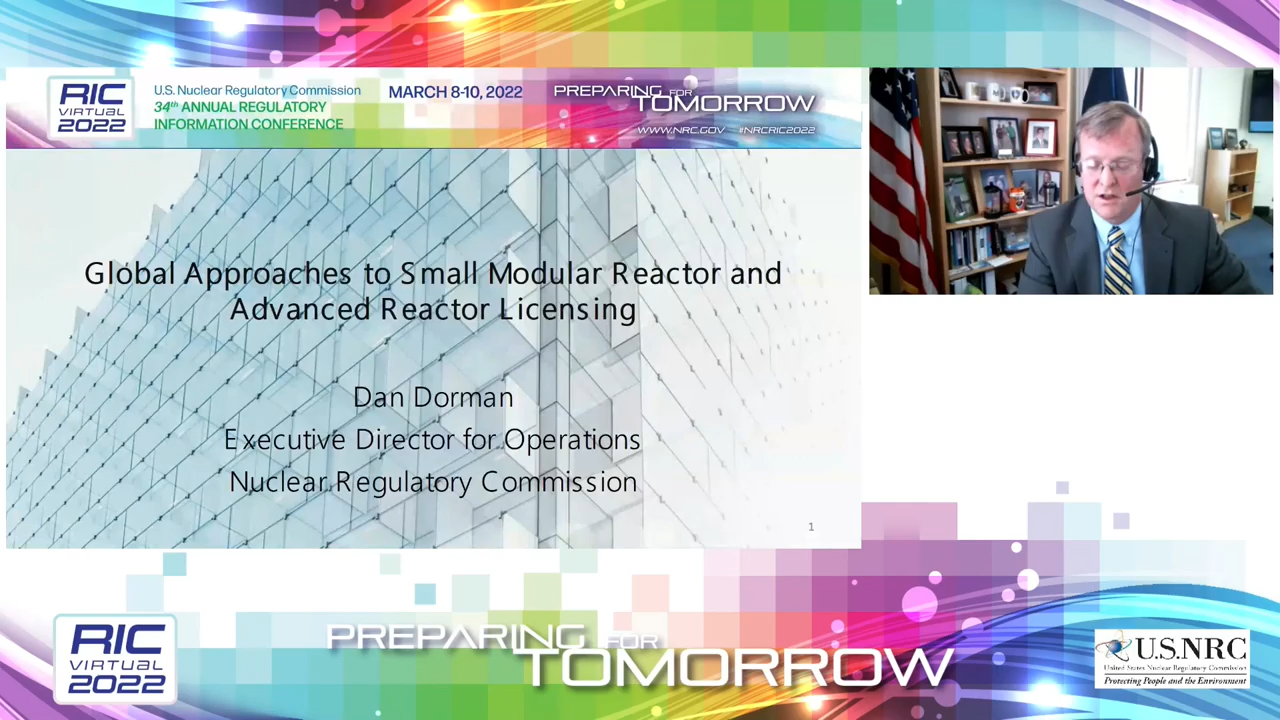 RIC
VIRTUAL
2022
U.S. Nuclear Regulatory Commission
34th ANNUAL REGULATORY
INFORMATION CONFERENCE
MARCH 8-10, 2022
PREPARING FOR
TOMORROW
WWW.NRC.GOV #NRCRIC2022
Global Approaches to Small Modular Reactor and
Advanced Reactor Licensing
Dan Dorman
Executive Director for Operations
Nuclear Regulatory Commission
1
RIC
VIRTUAL
2022
PREPARING FOR
TOMORROW
U.S.NRC
United States Nuclear Regulatory Commission
Protecting People and the Environment